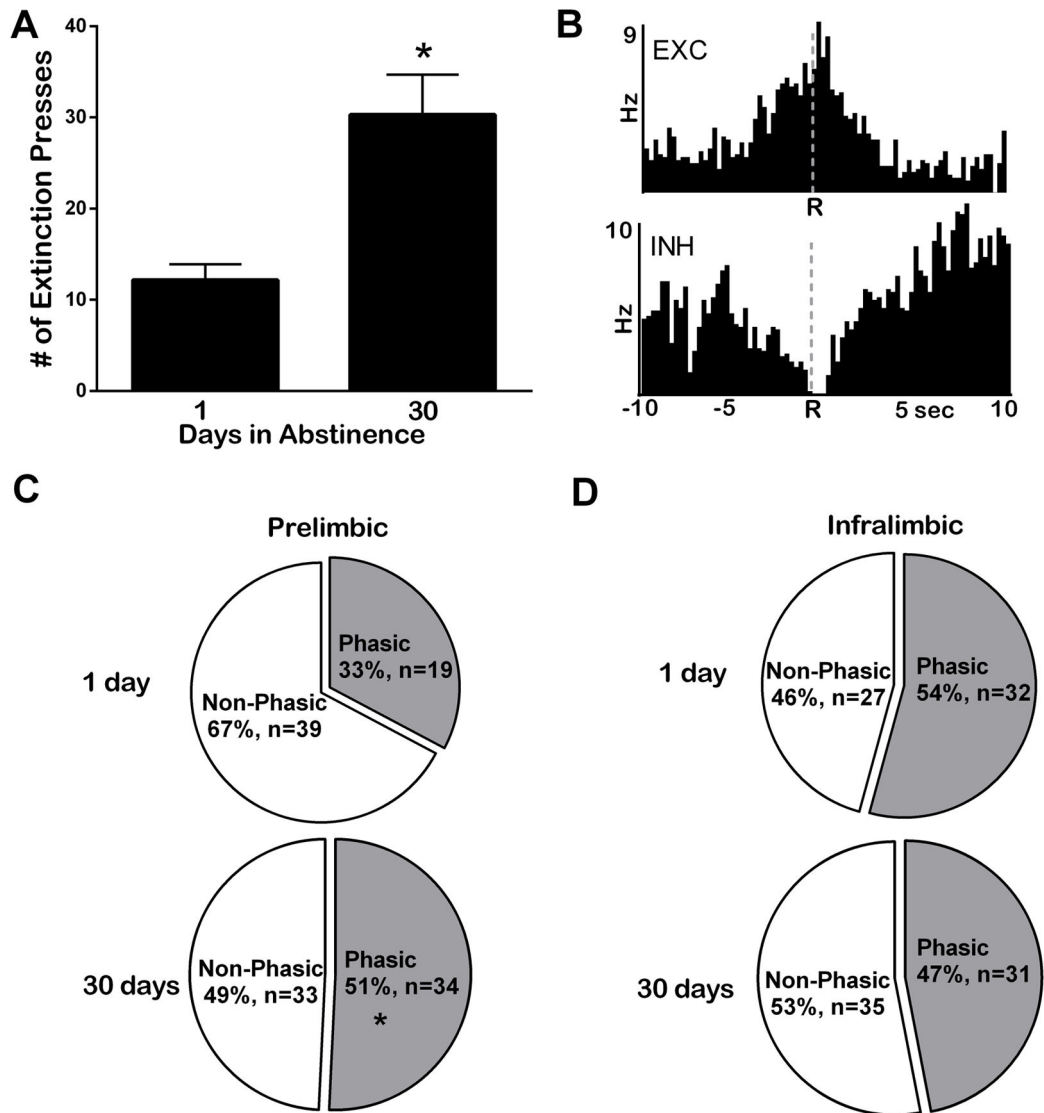 A
# of Extinction Presses
40
30
20
10
0
*
1
30
Days in Abstinence
B
9
EXC
Hz
R
10
INH
Hz
-10
-5
R
5 sec
10
C
Prelimbic
1 day
Phasic
33%, n=19
Non-Phasic
67%, n=39
30 days
Non-Phasic
49%, n=33
Phasic
51%, n=34
*
D
Infralimbic
1 day
Non-Phasic
46%, n=27
Phasic
54%, n=32
30 days
Non-Phasic
53%, n=35
Phasic
47%, n=31